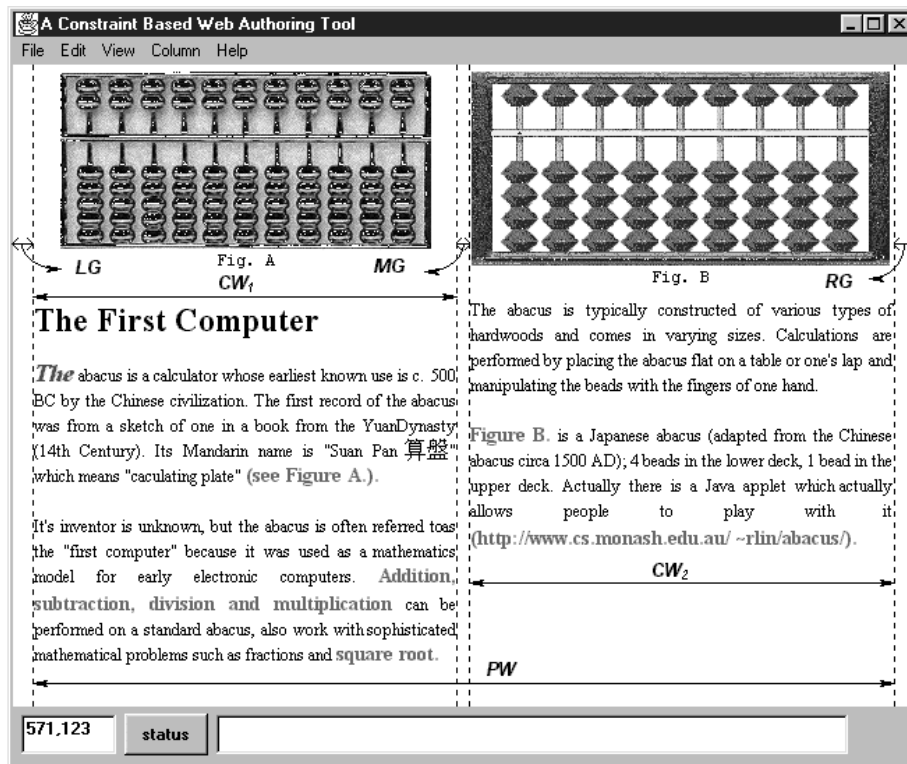 A Constraint Based Web Authoring Tool
File Edit View Column Help
Fig. A
LG
MG
CW1
The First Computer
The abacus is a calculator whose earliest known use is c. 500
BC by the Chinese civilization. The first record of the abacus
was from a sketch of one in a book from the YuanDynasty
(14th Century). Its Mandarin name is "Suan Pan 算盤"
which means "caculating plate" (see Figure A.).
It's inventor is unknown, but the abacus is often referred toas
the "first computer" because it was used as a mathematics
model for early electronic computers. Addition,
subtraction, division and multiplication can be
performed on a standard abacus, also work withsophisticated
mathematical problems such as fractions and square root.
Fig. B
RG
The abacus is typically constructed of various types of
hardwoods and comes in varying sizes. Calculations are
performed by placing the abacus flat on a table or one's lap and
manipulating the beads with the fingers of one hand.
Figure B. is a Japanese abacus (adapted from the Chinese
abacus circa 1500 AD); 4 beads in the lower deck, 1 bead in the
upper deck. Actually there is a Java applet which actually
allows people to play with it
(http://www.cs.monash.edu.au/ ~rlin/abacus/).
CW2
PW
571,123
status